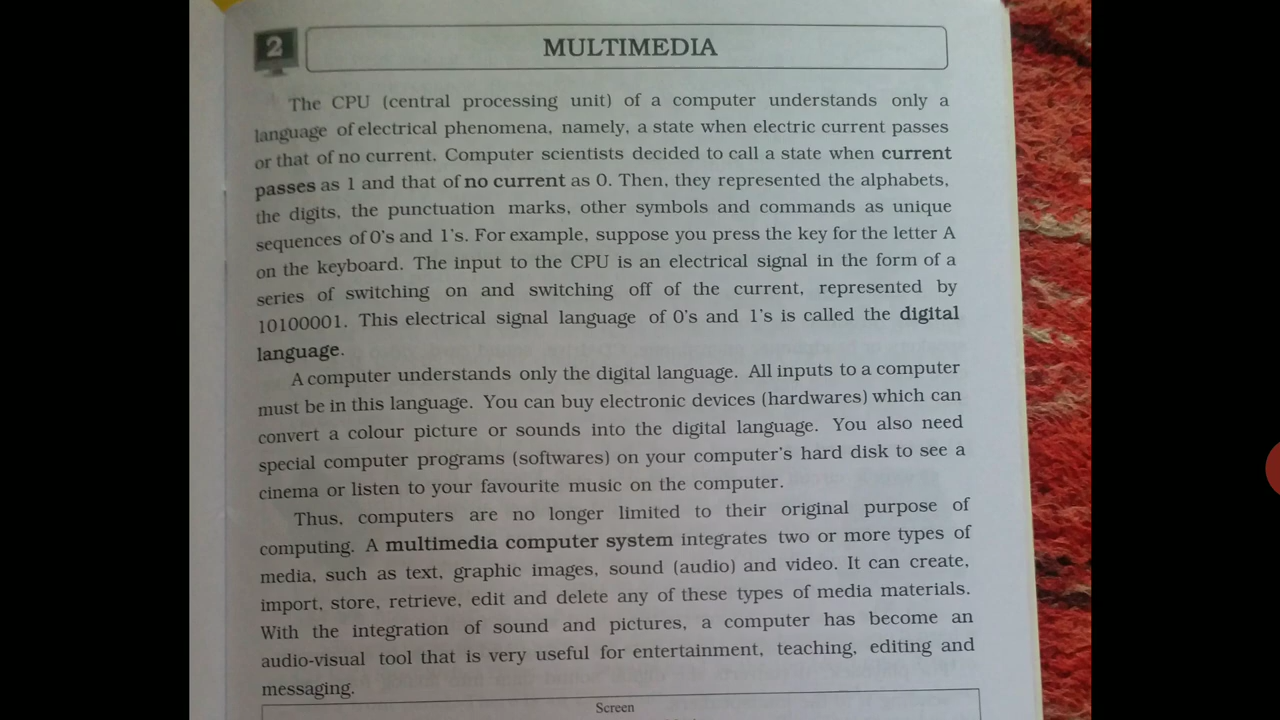 2
MULTIMEDIA
The CPU (central processing unit) of a computer understands only a
language of electrical phenomena, namely, a state when electric current passes
or that of no current. Computer scientists decided to call a state when current
passes as 1 and that of no current as 0. Then, they represented the alphabets,
the digits, the punctuation marks, other symbols and commands as unique
sequences of 0's and 1's. For example, suppose you press the key for the letter A
on the keyboard. The input to the CPU is an electrical signal in the form of a
series of switching on and switching off of the current, represented by
10100001. This electrical signal language of 0's and 1's is called the digital
language.
A computer understands only the digital language. All inputs to a computer
must be in this language. You can buy electronic devices (hardwares) which can
convert a colour picture or sounds into the digital language. You also need
special computer programs (softwares) on your computer's hard disk to see a
cinema or listen to your favourite music on the computer.
Thus, computers are no longer limited to their original purpose of
computing. A multimedia computer system integrates two or more types of
media, such as text, graphic images, sound (audio) and video. It can create,
import, store, retrieve, edit and delete any of these types of media materials.
With the integration of sound and pictures, a computer has become an
audio-visual tool that is very useful for entertainment, teaching, editing and
messaging.
Screen